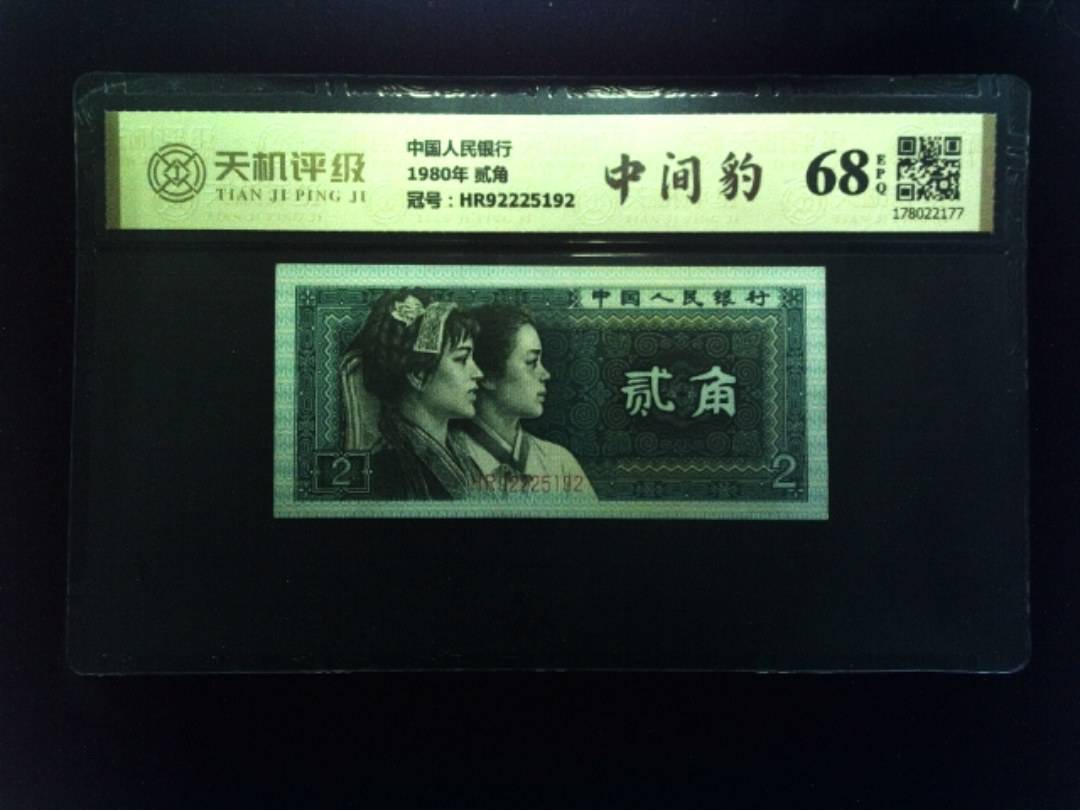 天机评级
TIAN JI PING JI
中国人民银行
1980年 贰角
冠号：HR92225192
中间豹
68
EPQ
178022177
中国人民银行
贰角
2
HR92225192
2